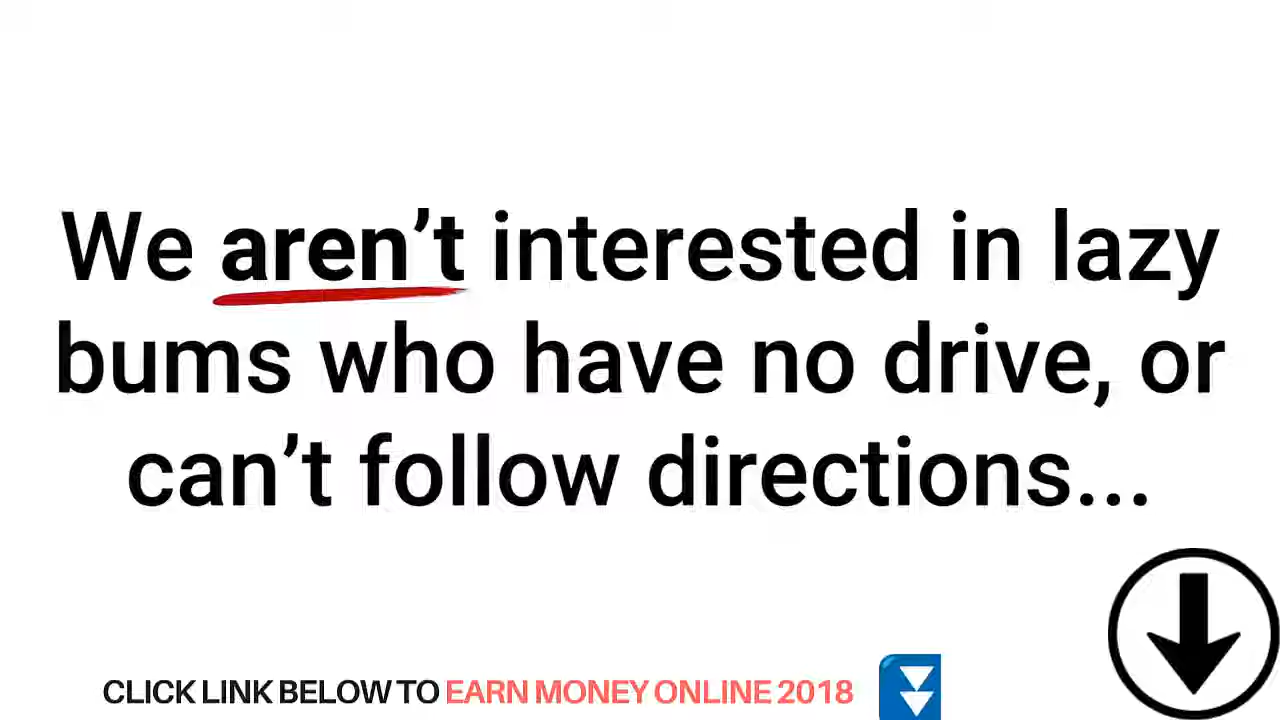 We aren’t interested in lazy
bums who have no drive, or
can’t follow directions...
CLICK LINK BELOW TO EARN MONEY ONLINE 2018